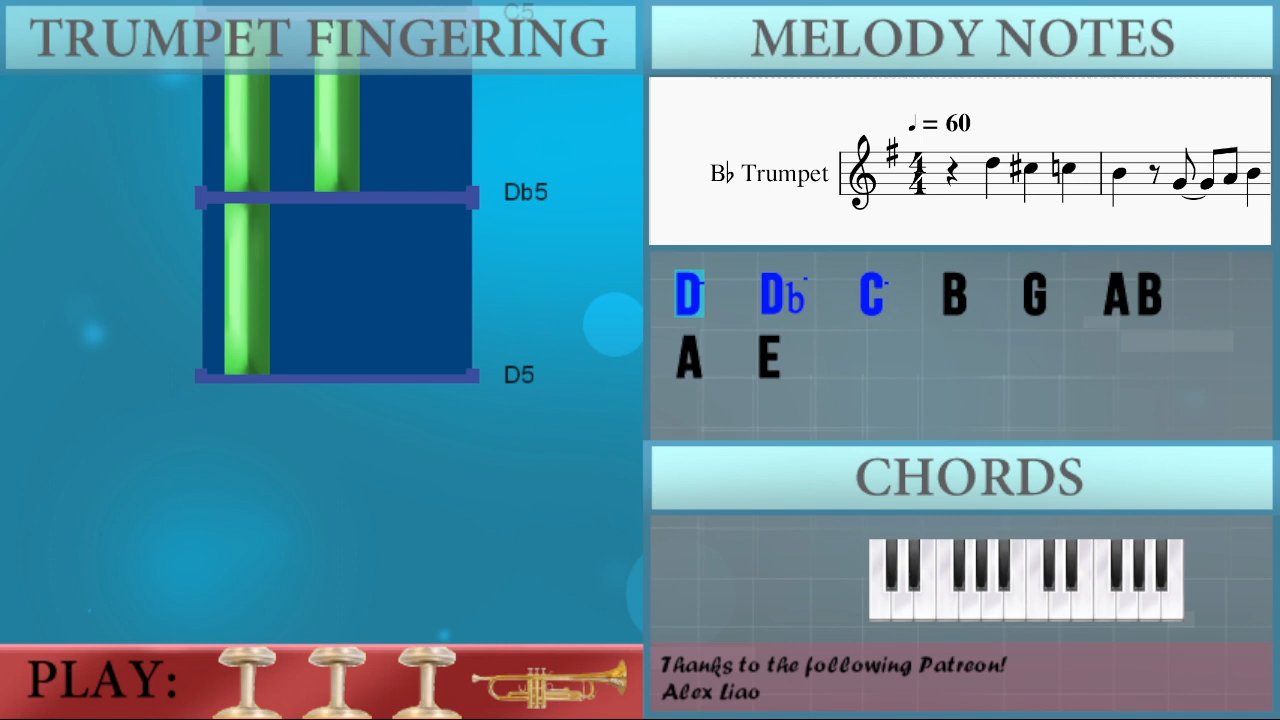 TRUMPET FINGERING
C5
Db5
D5
PLAY:
MELODY NOTES
♩ = 60
B♭ Trumpet
D- Db- C- B G AB
A E
CHORDS
Thanks to the following Patreon!
Alex Liao